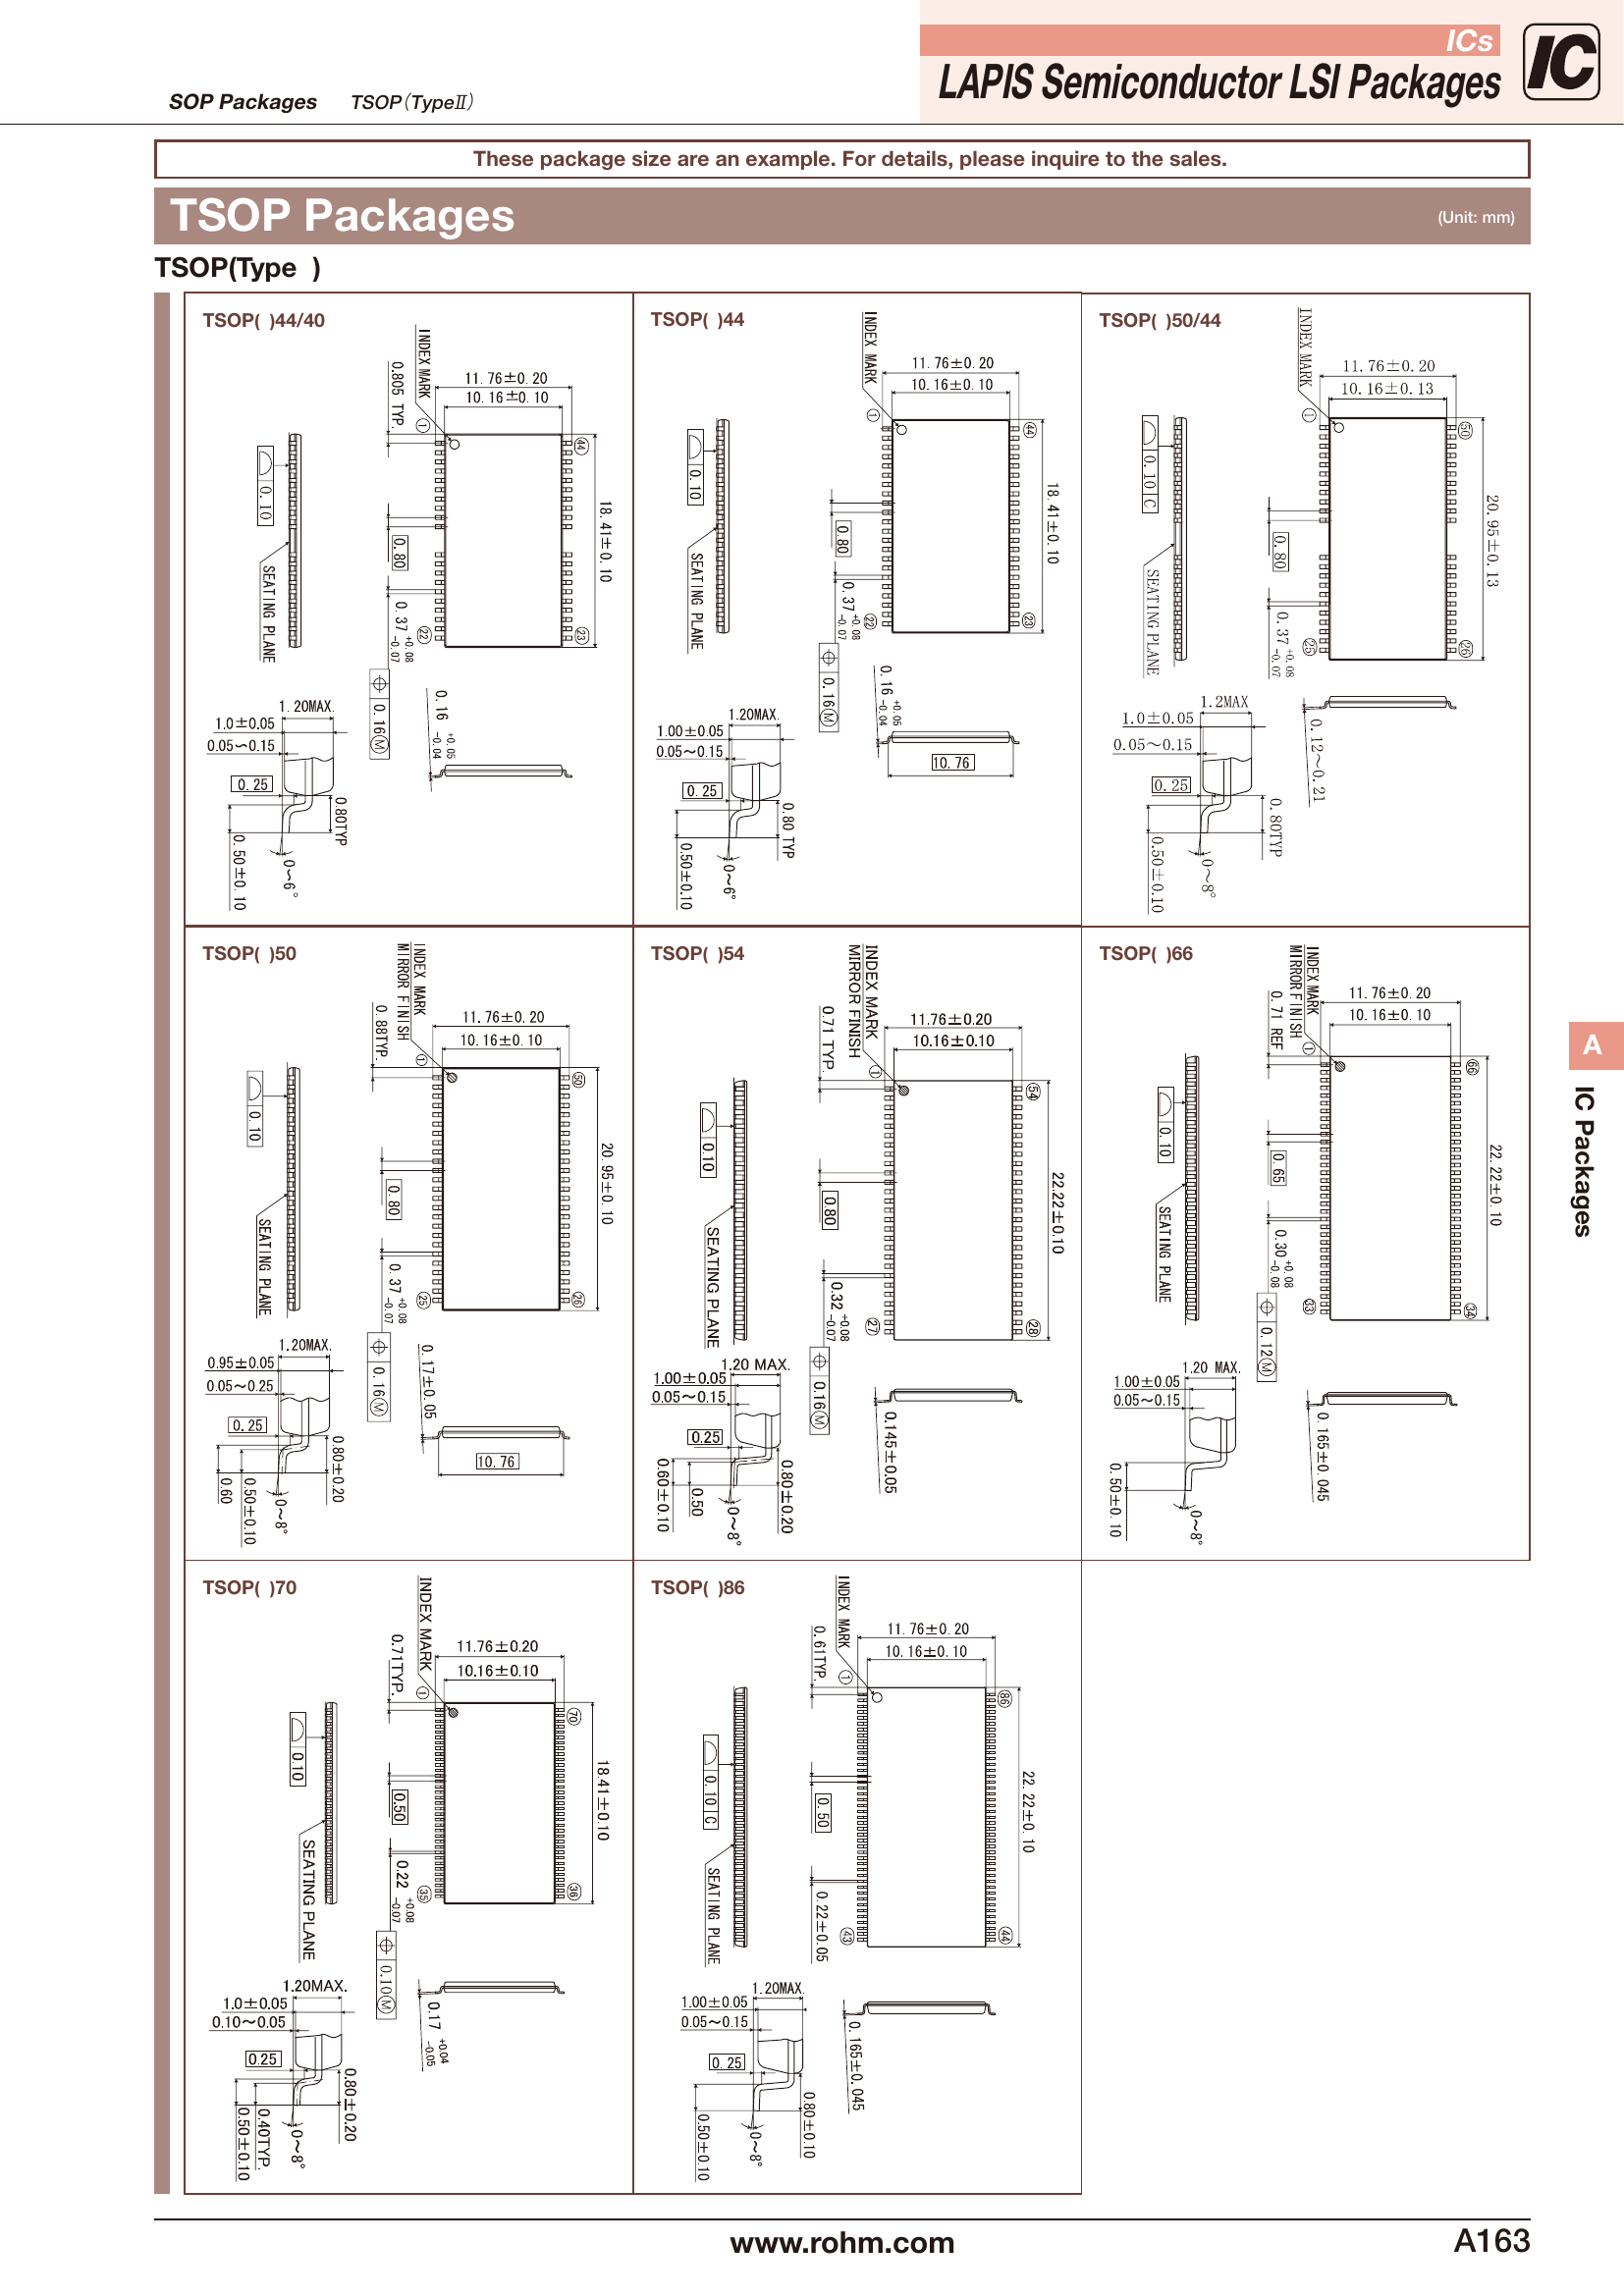 ICs
LAPIS Semiconductor LSI Packages
IC
SOP Packages TSOP(TypeⅡ)
These package size are an example. For details, please inquire to the sales.
TSOP Packages (Unit: mm)
TSOP(Type )
TSOP( )44/40
INDEX MARK
0.805 TYP.
11.76±0.20
10.16±0.10
①
㊹
18.41±0.10
0.10
SEATING PLANE
0.80
0.37 +0.08 -0.07
㉒
㉓
0.16Ⓜ
0.16 +0.05 -0.04
1.20MAX.
1.0±0.05
0.05～0.15
0.25
0.80TYP
0.50±0.10
0～6°
TSOP( )44
INDEX MARK
11.76±0.20
10.16±0.10
①
㊹
18.41±0.10
0.10
SEATING PLANE
0.80
0.37 +0.08 -0.07
㉒
㉓
0.16Ⓜ
0.16 +0.05 -0.04
10.76
1.20MAX.
1.00±0.05
0.05～0.15
0.25
0.80 TYP
0.50±0.10
0～6°
TSOP( )50/44
INDEX MARK
11.76±0.20
10.16±0.13
①
㊿
20.95±0.13
0.10 C
SEATING PLANE
0.80
0.37 +0.08 -0.07
㉕
㉖
0.12～0.21
1.2MAX
1.0±0.05
0.05～0.15
0.25
0.80TYP
0.50±0.10
0～8°
TSOP( )50
INDEX MARK
MIRROR FINISH
0.88TYP.
11.76±0.20
10.16±0.10
①
㊿
20.95±0.10
0.10
SEATING PLANE
0.80
0.37 +0.08 -0.07
㉕
㉖
0.16Ⓜ
0.17±0.05
10.76
1.20MAX.
0.95±0.05
0.05～0.25
0.25
0.80±0.20
0.60
0.50±0.10
0～8°
TSOP( )54
INDEX MARK
MIRROR FINISH
0.71 TYP.
11.76±0.20
10.16±0.10
①
54
22.22±0.10
0.10
SEATING PLANE
0.80
0.32 +0.08 -0.07
㉗
㉘
0.16Ⓜ
0.145±0.05
1.20 MAX.
1.00±0.05
0.05～0.15
0.25
0.80±0.20
0.60±0.10
0.50
0～8°
TSOP( )66
INDEX MARK
MIRROR FINISH
0.71 REF
11.76±0.20
10.16±0.10
①
66
22.22±0.10
0.10
SEATING PLANE
0.65
0.30 +0.08 -0.08
㉝
㉞
0.12Ⓜ
0.165±0.045
1.20 MAX.
1.00±0.05
0.05～0.15
0.50±0.10
0～8°
TSOP( )70
INDEX MARK
0.71TYP.
11.76±0.20
10.16±0.10
①
70
18.41±0.10
0.10
SEATING PLANE
0.50
0.22 +0.08 -0.07
㉟
㊱
0.10Ⓜ
0.17 +0.04 -0.05
1.20MAX.
1.0±0.05
0.10～0.05
0.25
0.80±0.20
0.40TYP.
0.50±0.10
0～8°
TSOP( )86
INDEX MARK
0.61TYP.
11.76±0.20
10.16±0.10
①
86
22.22±0.10
0.10 C
SEATING PLANE
0.50
0.22±0.05
㊸
㊹
0.165±0.045
1.20MAX.
1.00±0.05
0.05～0.15
0.25
0.80±0.10
0.50±0.10
0～8°
A
IC Packages
www.rohm.com
A163